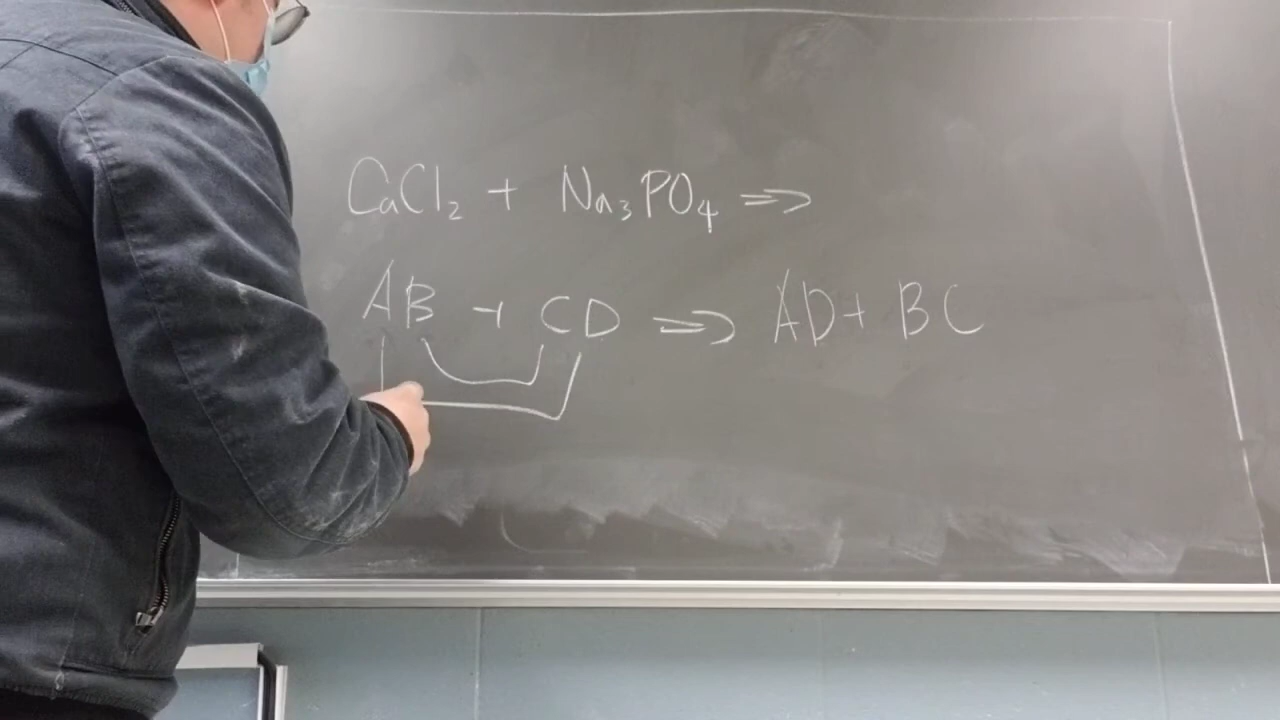 CaCl₂ + Na₃PO₄ ⇒
AB + CD ⇒ AD + BC